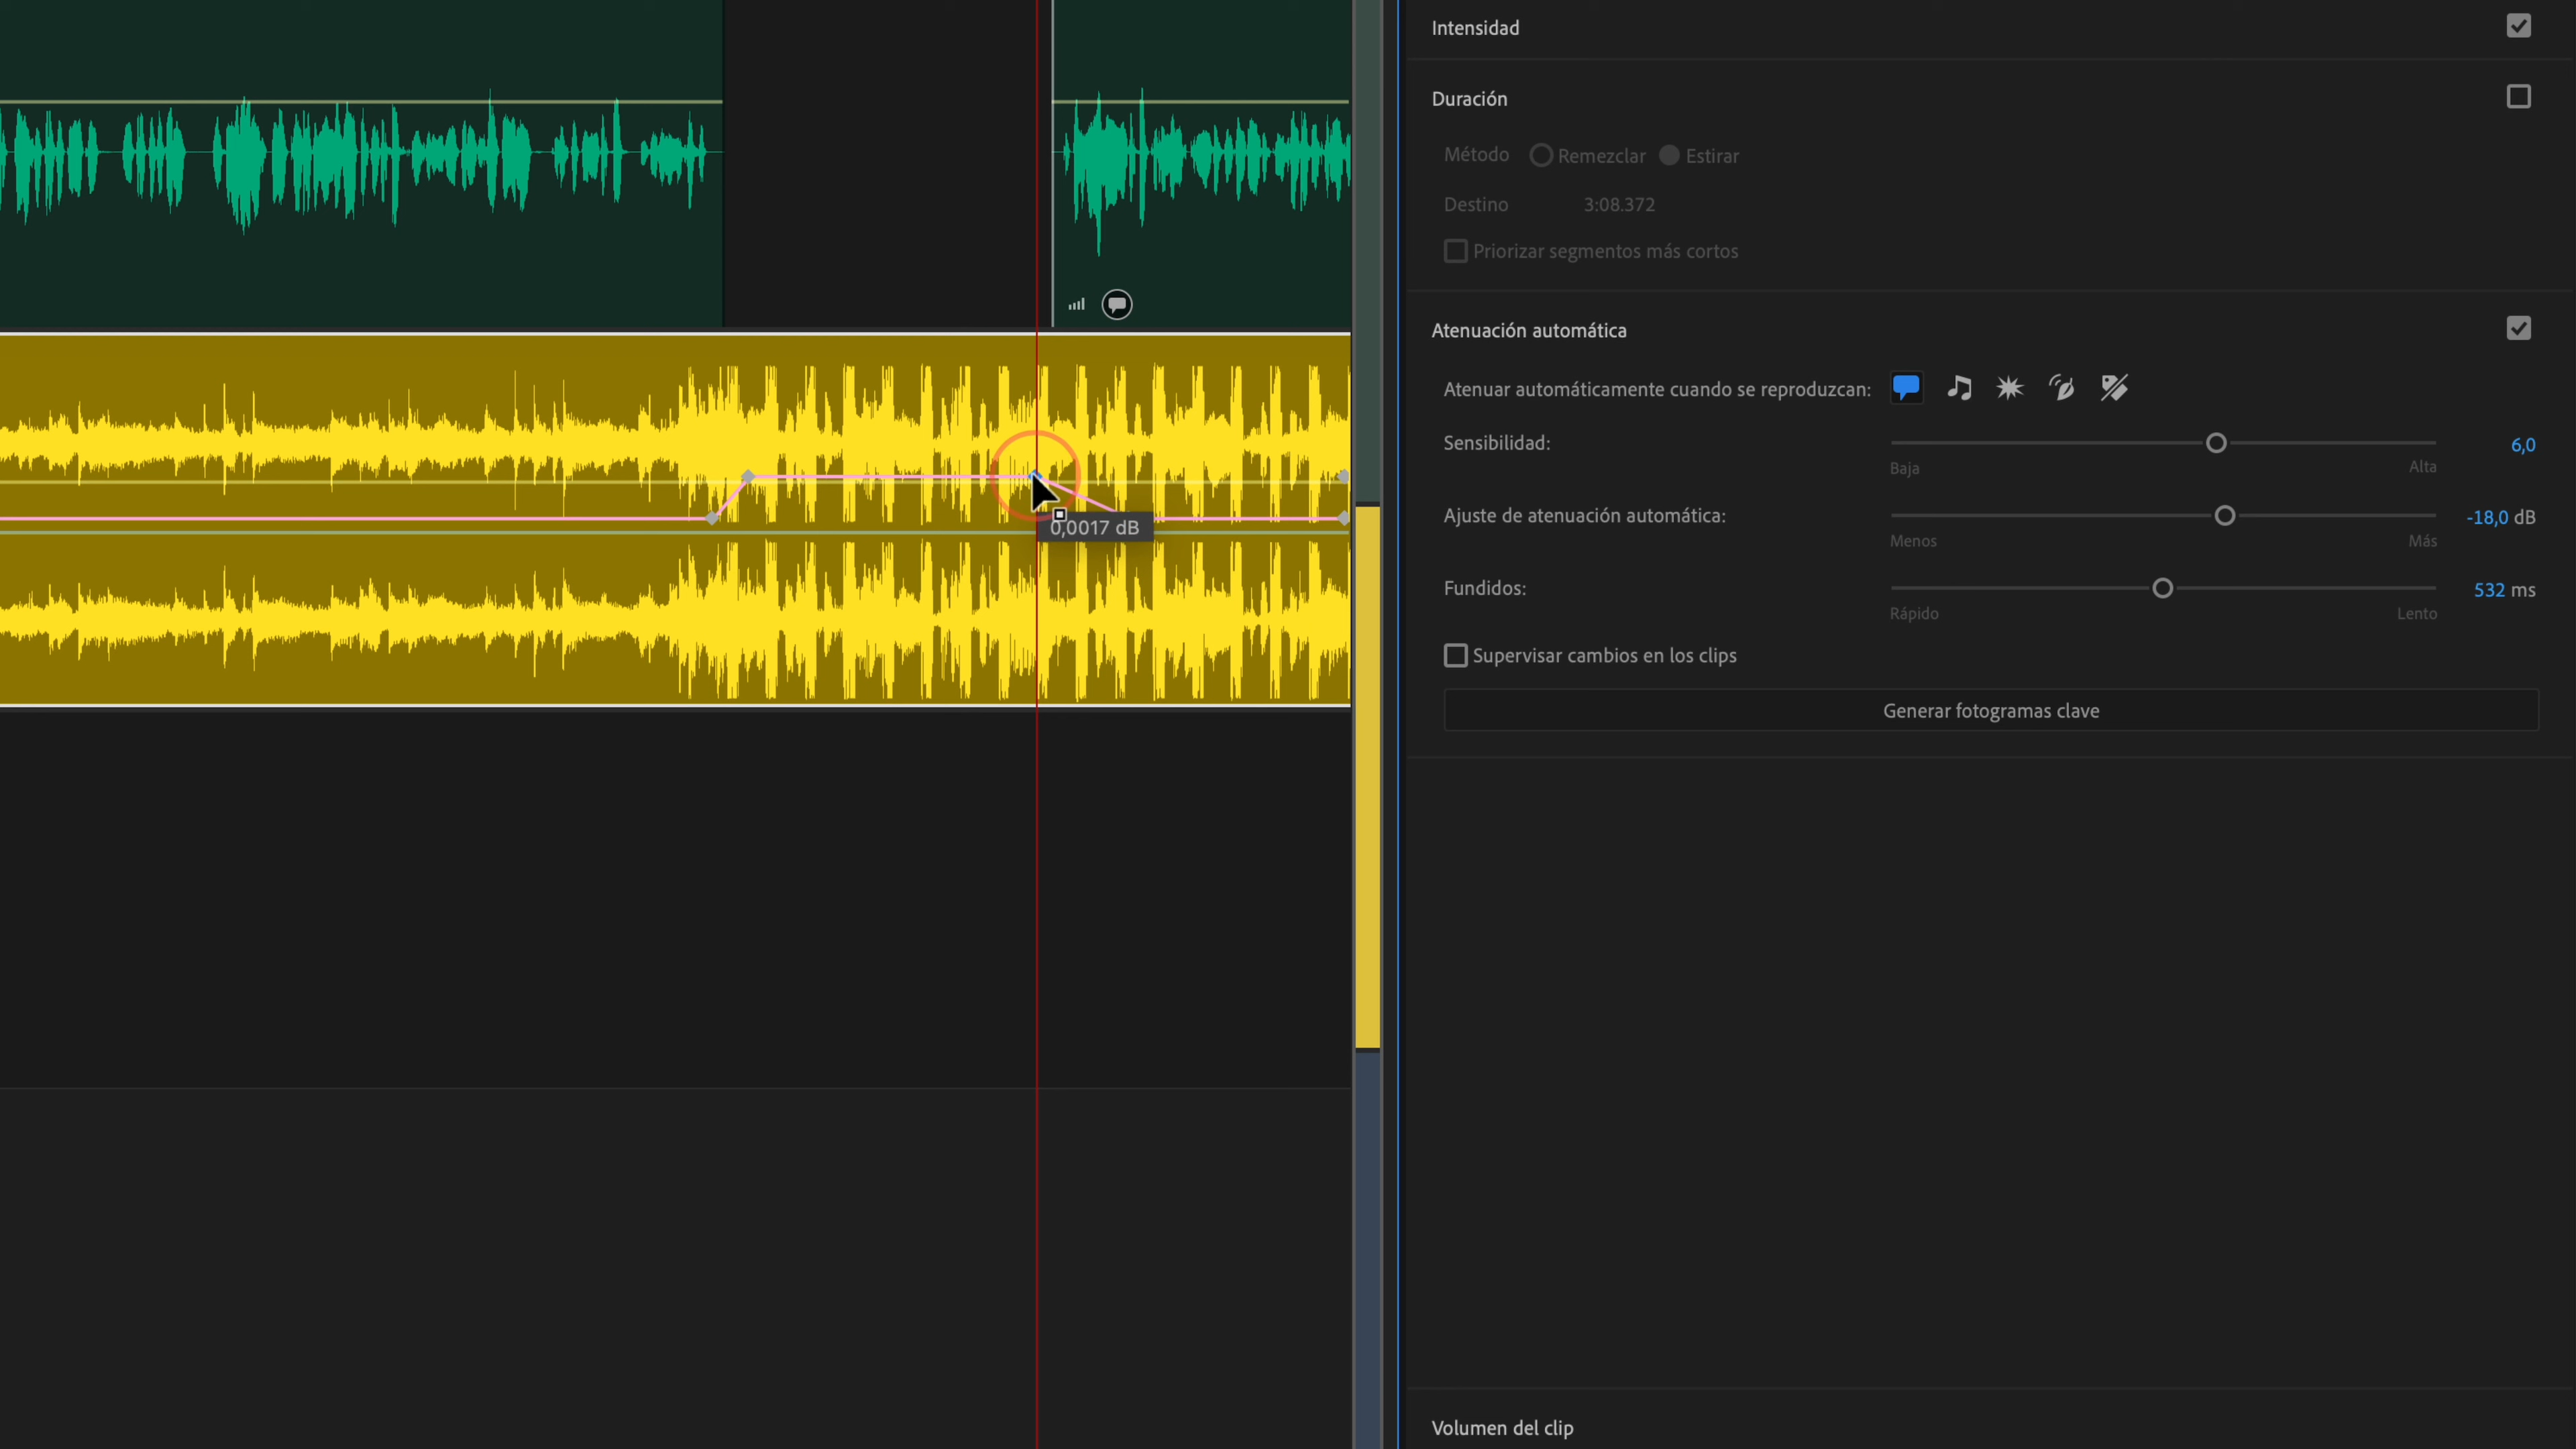 Intensidad
Duración
Método Remezclar Estirar
Destino 3:08.372
Priorizar segmentos más cortos
Atenuación automática
Atenuar automáticamente cuando se reproduzcan:
Sensibilidad: 6,0
Baja Alta
Ajuste de atenuación automática: -18,0 dB
Menos Más
0,0017 dB
Fundidos: 532 ms
Rápido Lento
Supervisar cambios en los clips
Generar fotogramas clave
Volumen del clip